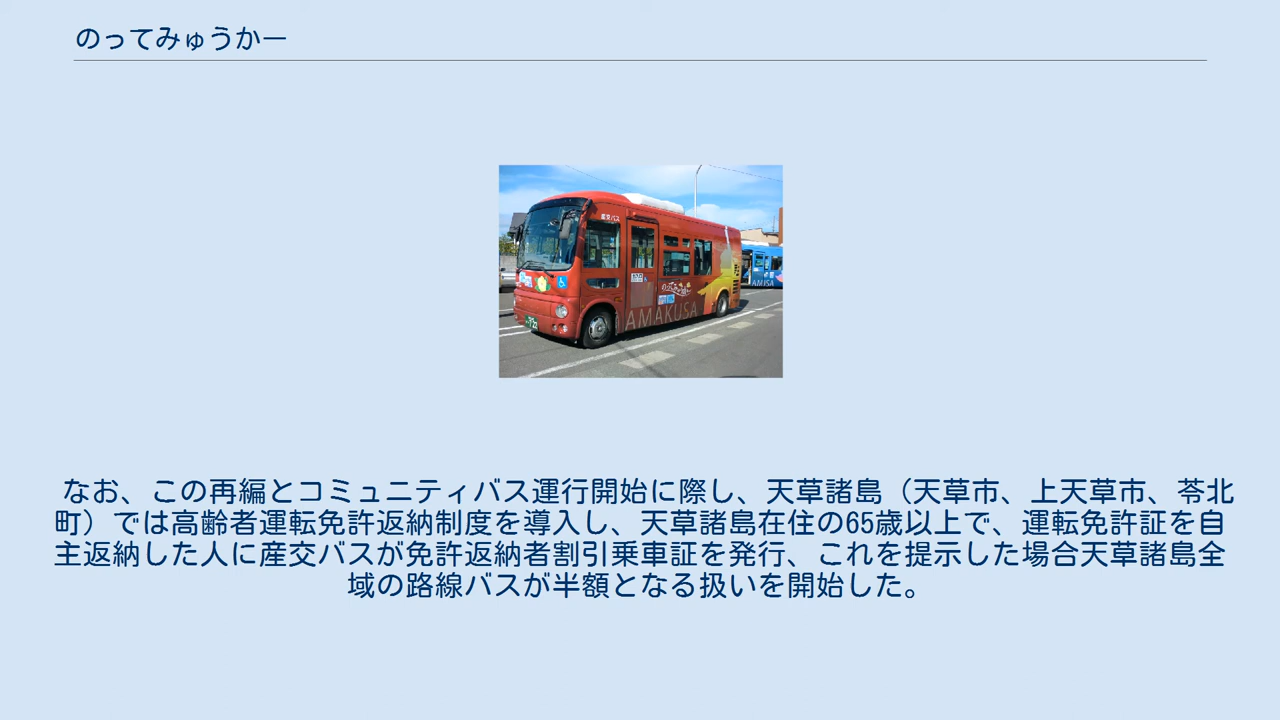 のってみゅうかー
産交バス
AMAKUSA
AMUSA
なお、この再編とコミュニティバス運行開始に際し、天草諸島（天草市、上天草市、苓北
町）では高齢者運転免許返納制度を導入し、天草諸島在住の65歳以上で、運転免許証を自
主返納した人に産交バスが免許返納者割引乗車証を発行、これを提示した場合天草諸島全
域の路線バスが半額となる扱いを開始した。